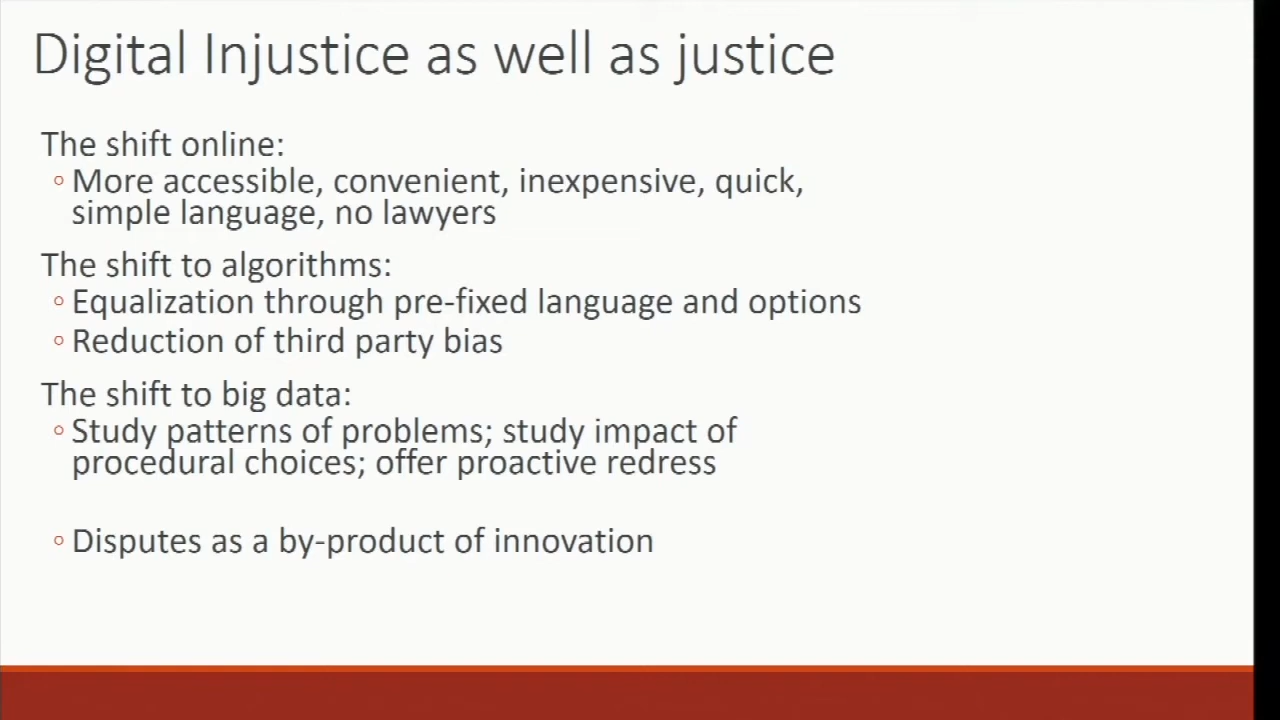 Digital Injustice as well as justice
The shift online:
◦ More accessible, convenient, inexpensive, quick,
simple language, no lawyers
The shift to algorithms:
◦ Equalization through pre-fixed language and options
◦ Reduction of third party bias
The shift to big data:
◦ Study patterns of problems; study impact of
procedural choices; offer proactive redress
◦ Disputes as a by-product of innovation